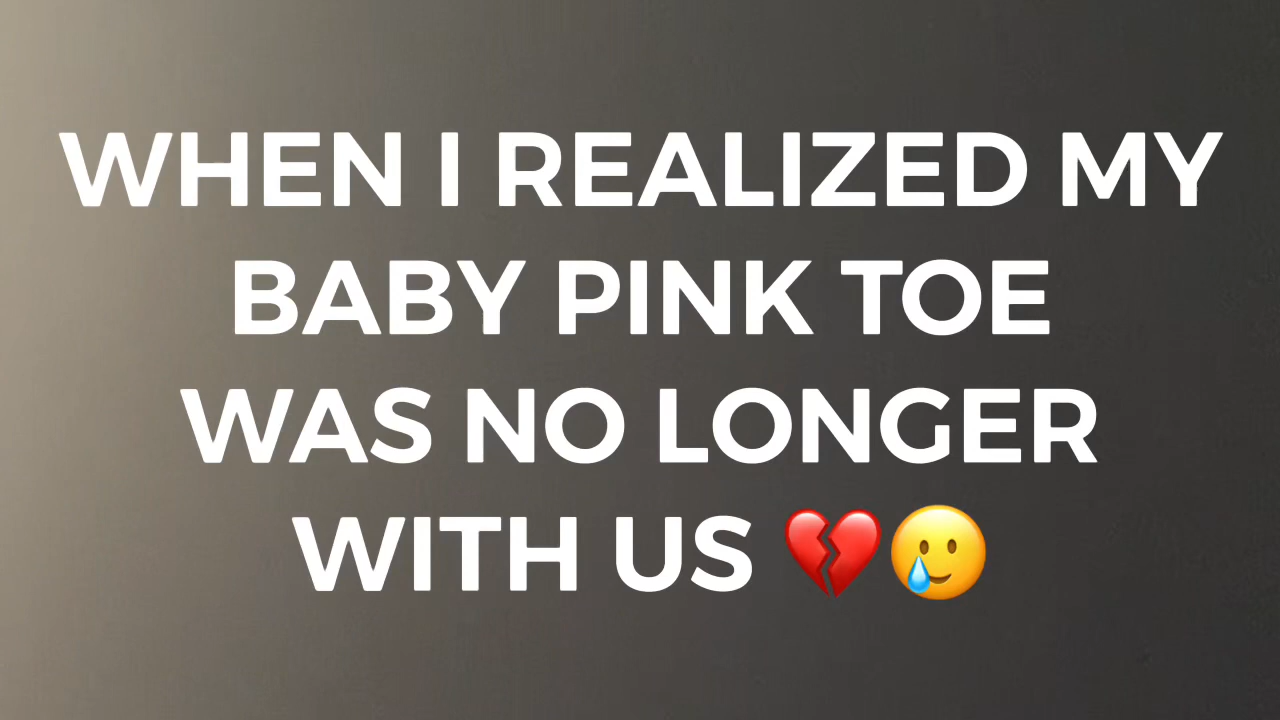 WHEN I REALIZED MY
BABY PINK TOE
WAS NO LONGER
WITH US 💔🥲